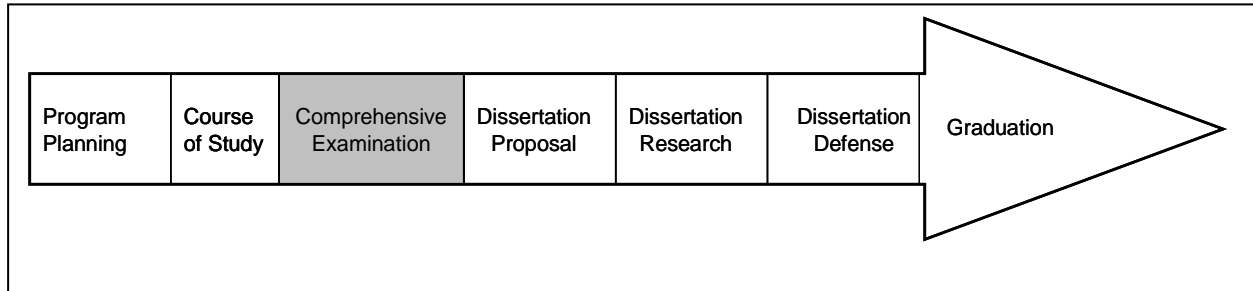 Program
Planning
Course
of Study
Comprehensive
Examination
Dissertation
Proposal
Dissertation
Research
Dissertation
Defense
Graduation